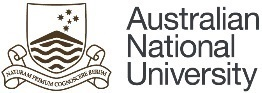 NATURAM PRIMUM COGNOSCERE RERUM
Australian
National
University